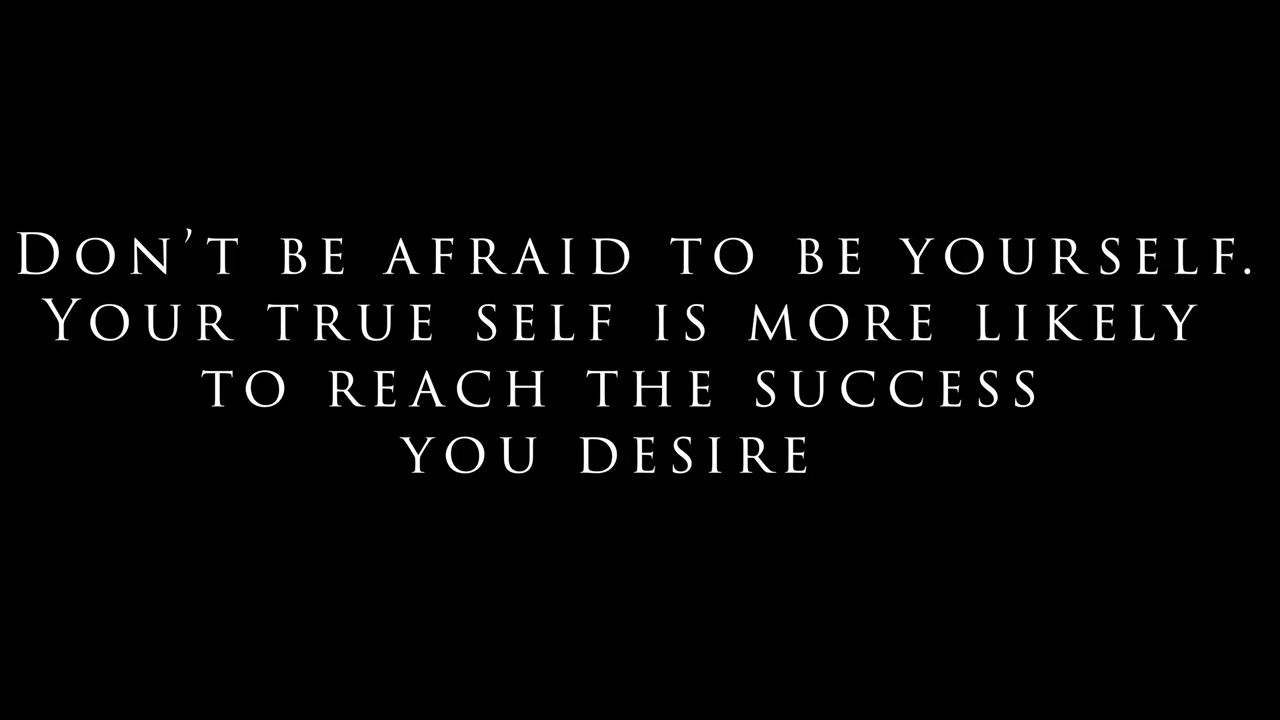 Don’t be afraid to be yourself.
Your true self is more likely
to reach the success
you desire